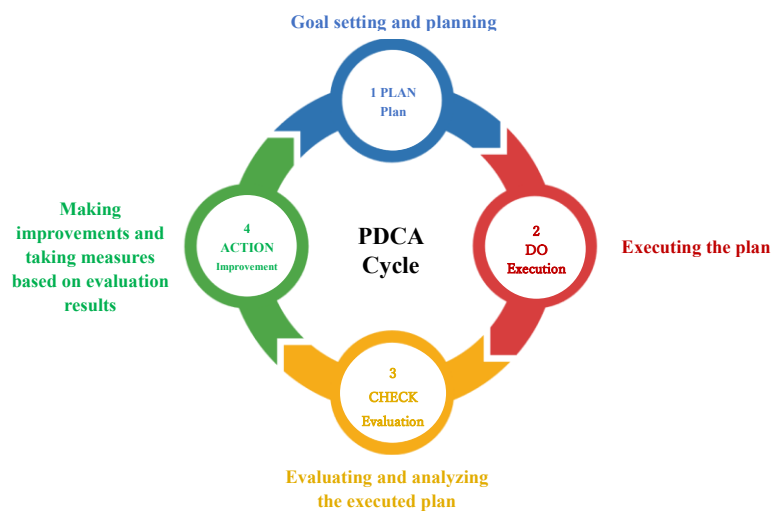 Goal setting and planning
1 PLAN
Plan
2
DO
Execution
Executing the plan
3
CHECK
Evaluation
Evaluating and analyzing
the executed plan
4
ACTION
Improvement
Making
improvements and
taking measures
based on evaluation
results
PDCA
Cycle